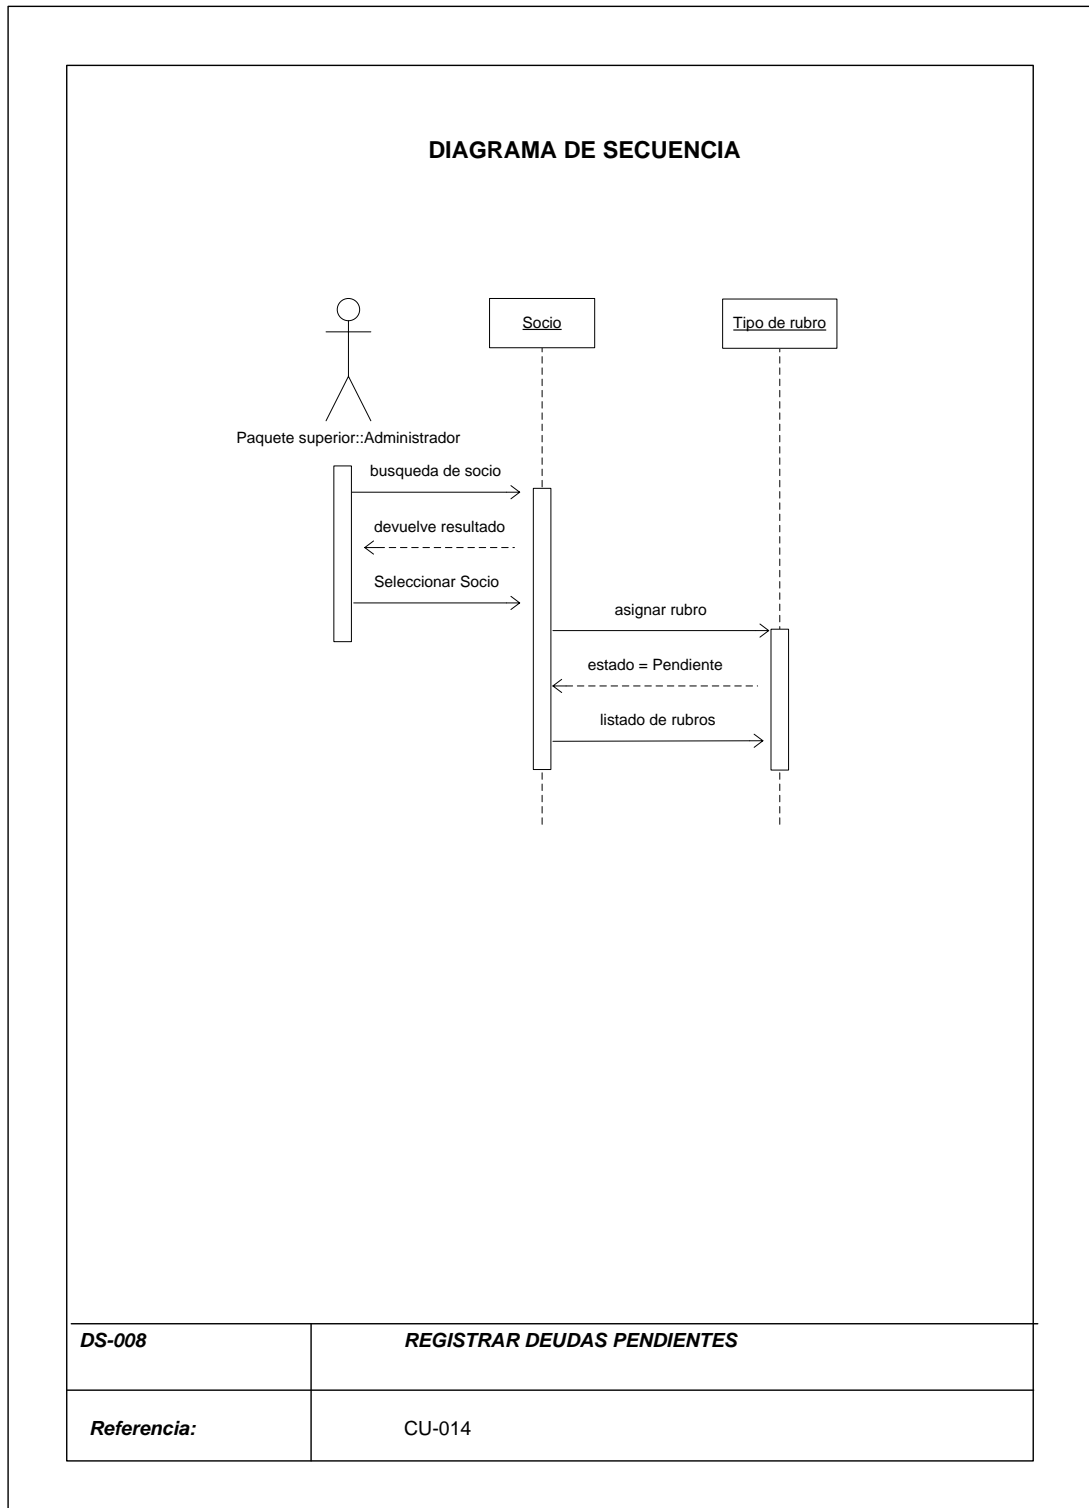 DIAGRAMA DE SECUENCIA
Socio
Tipo de rubro
Paquete superior::Administrador
busqueda de socio
devuelve resultado
Seleccionar Socio
asignar rubro
estado = Pendiente
listado de rubros
DS-008
REGISTRAR DEUDAS PENDIENTES
Referencia:
CU-014